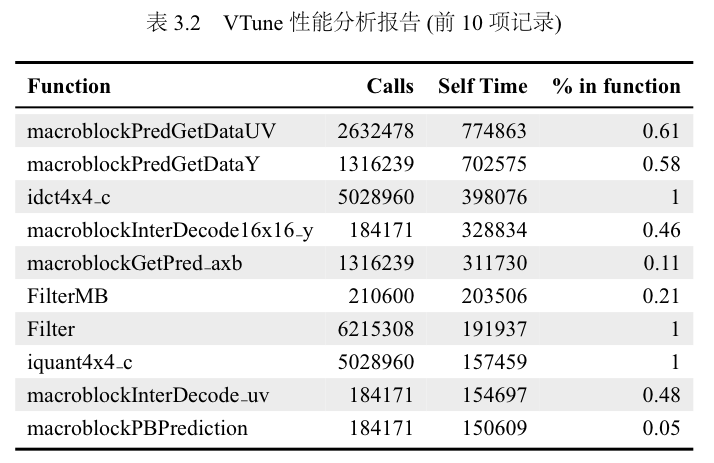 表 3.2 VTune 性能分析报告 (前 10 项记录)
Function Calls Self Time % in function
macroblockPredGetDataUV 2632478 774863 0.61
macroblockPredGetDataY 1316239 702575 0.58
idct4x4_c 5028960 398076 1
macroblockInterDecode16x16_y 184171 328834 0.46
macroblockGetPred_axb 1316239 311730 0.11
FilterMB 210600 203506 0.21
Filter 6215308 191937 1
iquant4x4_c 5028960 157459 1
macroblockInterDecode_uv 184171 154697 0.48
macroblockPBPrediction 184171 150609 0.05